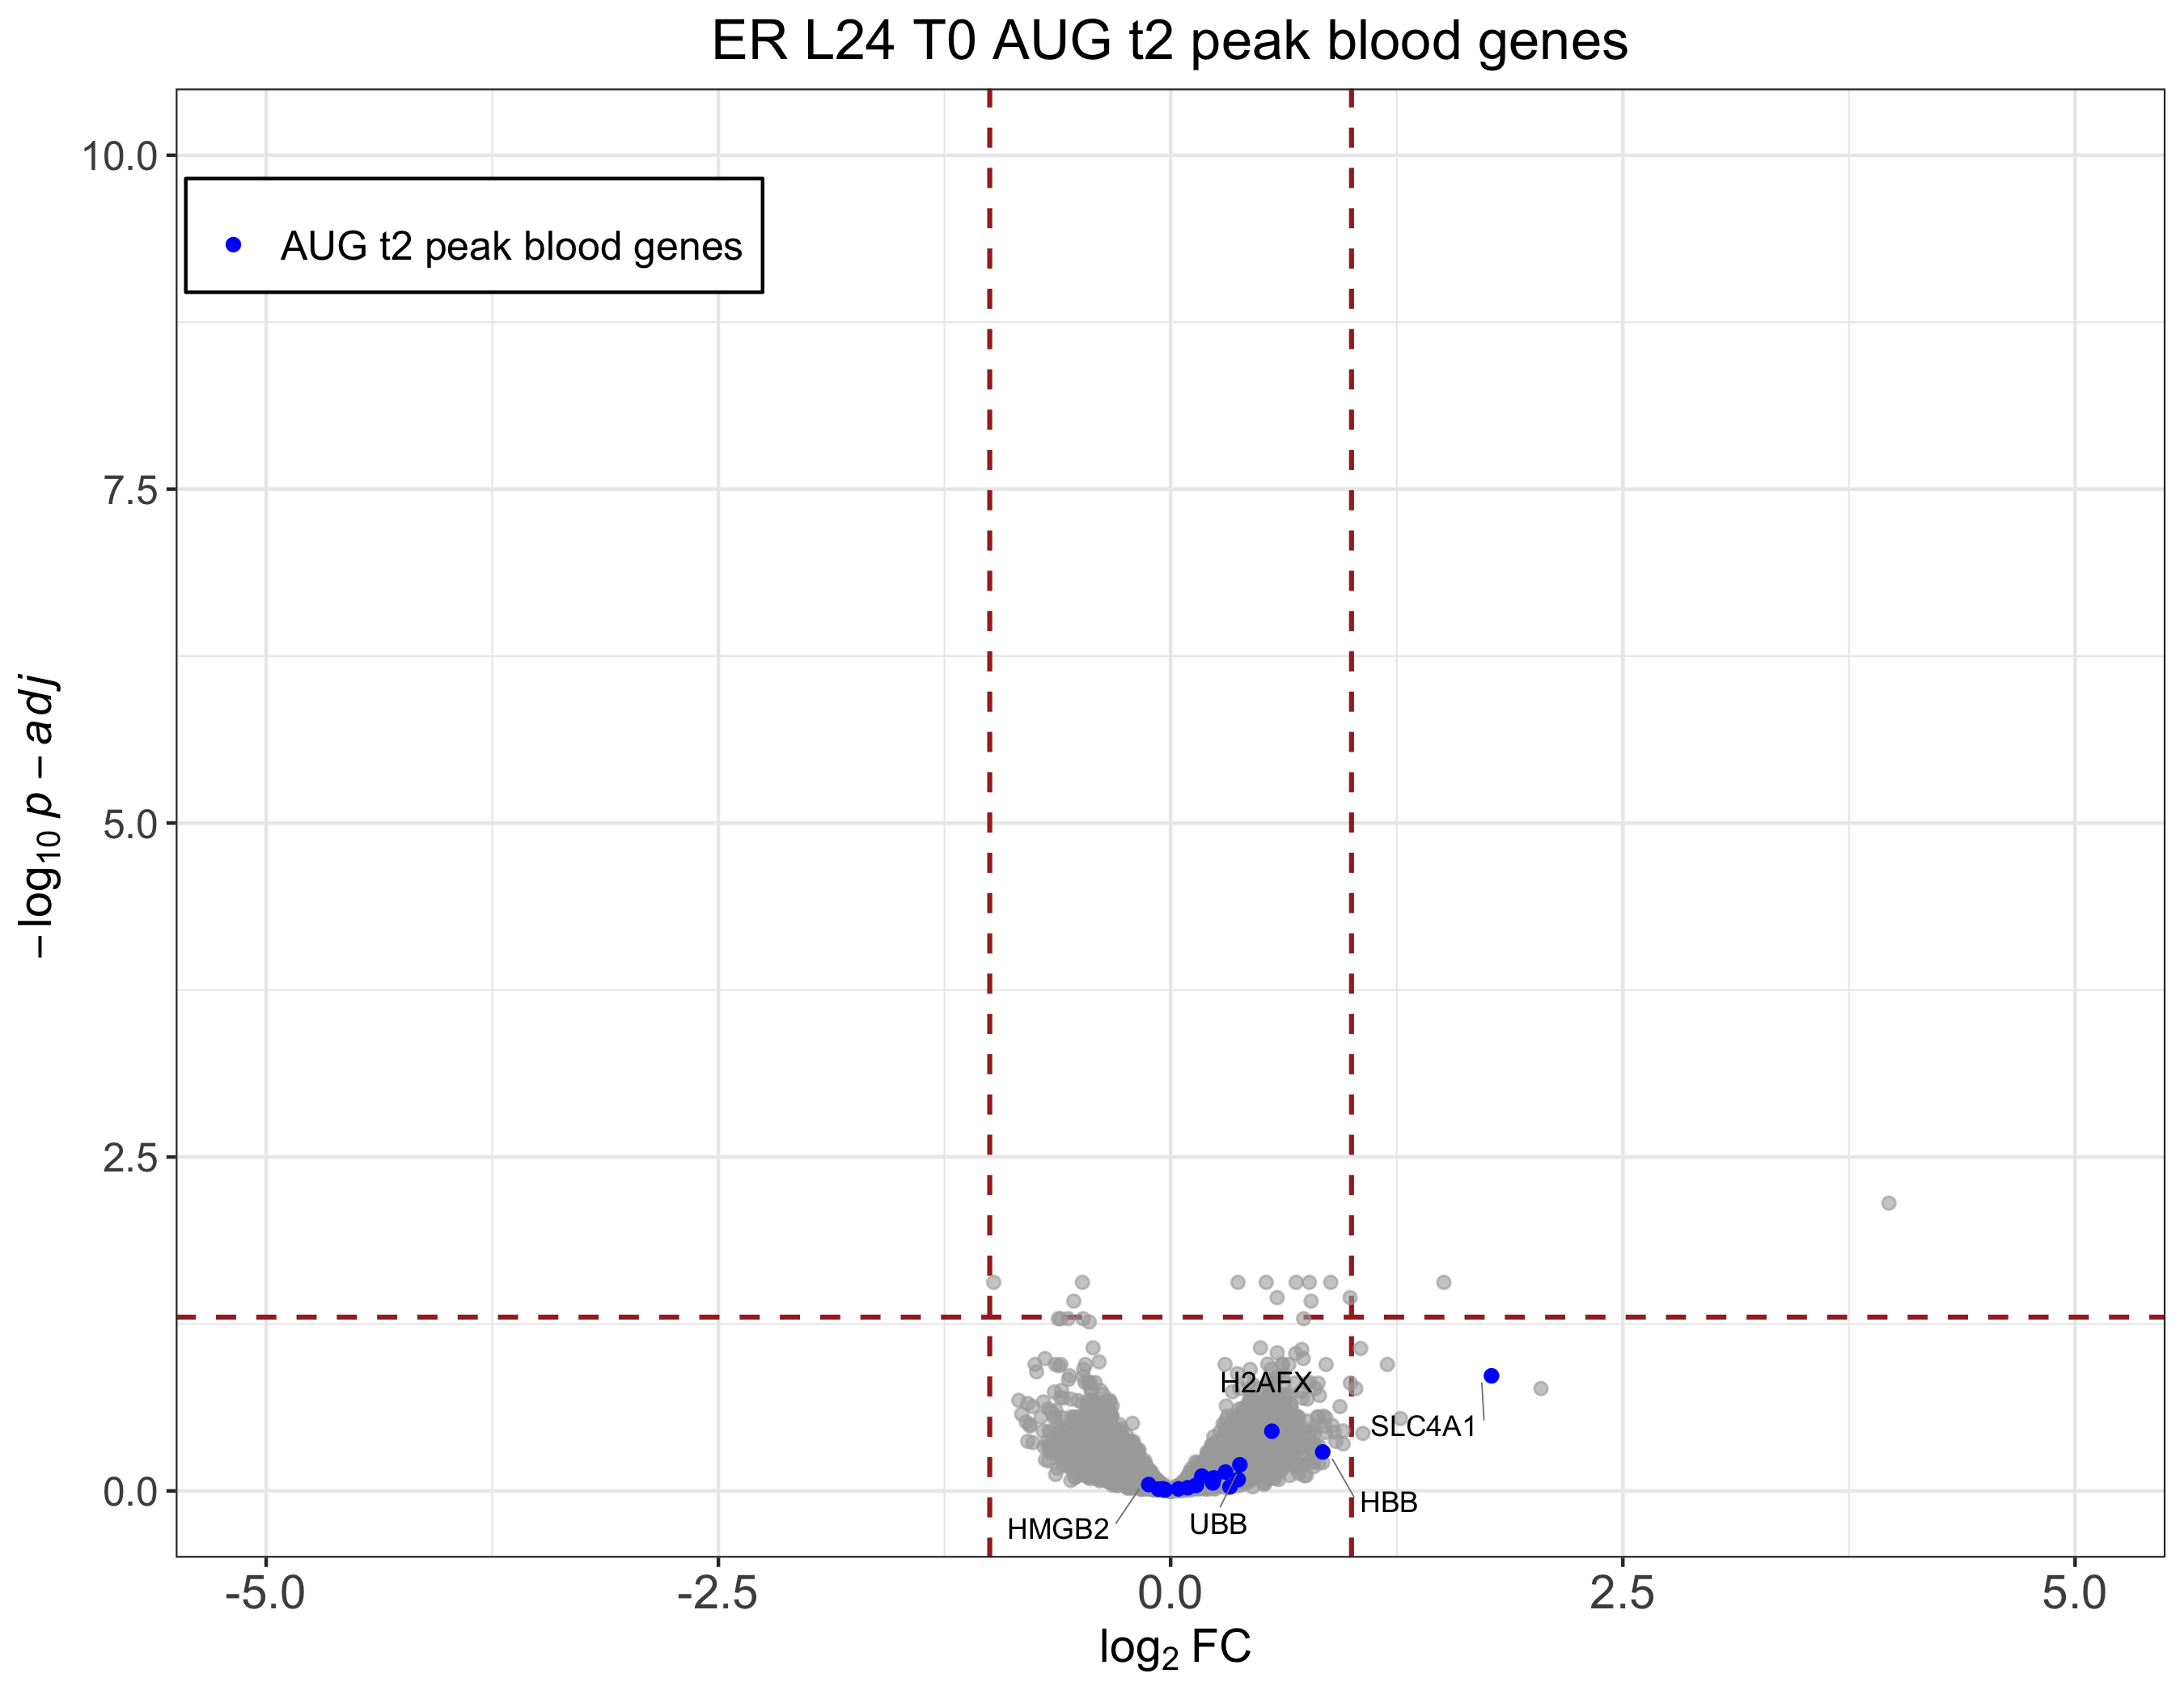 ER L24 T0 AUG t2 peak blood genes
10.0
AUG t2 peak blood genes
7.5
−log10 p − adj
5.0
2.5
H2AFX
SLC4A1
0.0
HBB
UBB
HMGB2
-5.0 -2.5 0.0 2.5 5.0
log2 FC